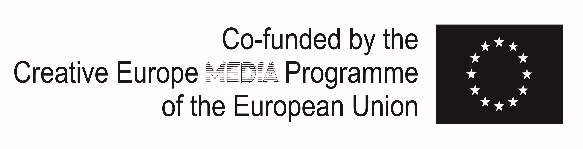 Co-funded by the
Creative Europe MEDIA Programme
of the European Union